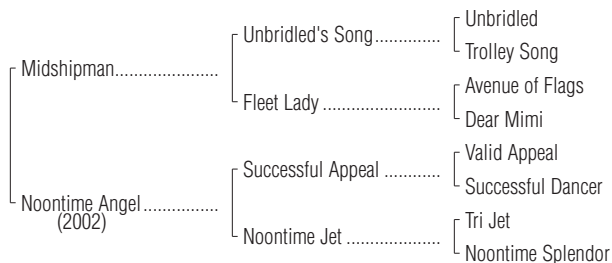 Unbridled
Unbridled's Song..............
Trolley Song
Midshipman......................
Avenue of Flags
Fleet Lady .........................
Dear Mimi
Valid Appeal
Successful Appeal ............
Successful Dancer
Noontime Angel................
(2002)
Tri Jet
Noontime Jet ....................
Noontime Splendor